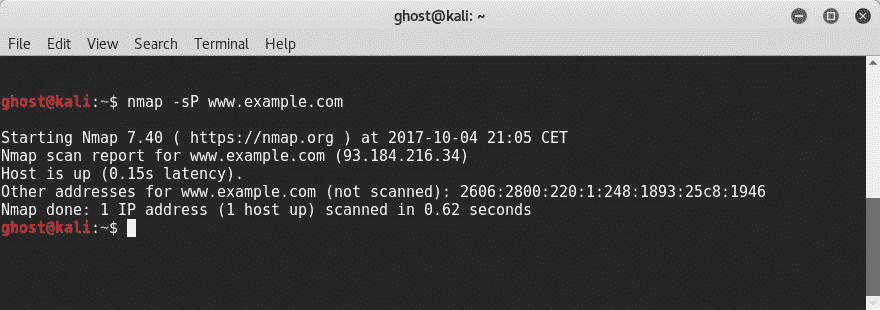 ghost@kali: ~
File Edit View Search Terminal Help
ghost@kali:~$ nmap -sP www.example.com
Starting Nmap 7.40 ( https://nmap.org ) at 2017-10-04 21:05 CET
Nmap scan report for www.example.com (93.184.216.34)
Host is up (0.15s latency).
Other addresses for www.example.com (not scanned): 2606:2800:220:1:248:1893:25c8:1946
Nmap done: 1 IP address (1 host up) scanned in 0.62 seconds
ghost@kali:~$